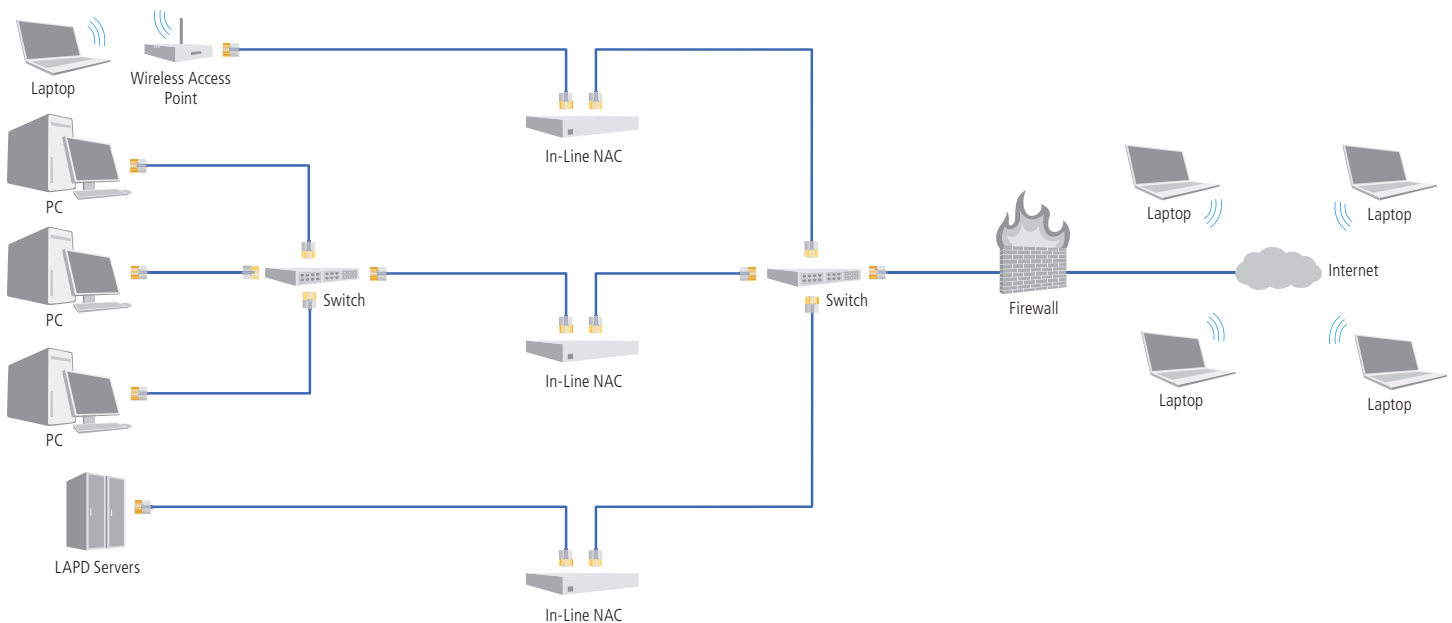 Laptop
Wireless Access
Point
In-Line NAC
PC
PC
PC
Switch
In-Line NAC
Switch
Firewall
Laptop
Laptop
Internet
Laptop
Laptop
LAPD Servers
In-Line NAC